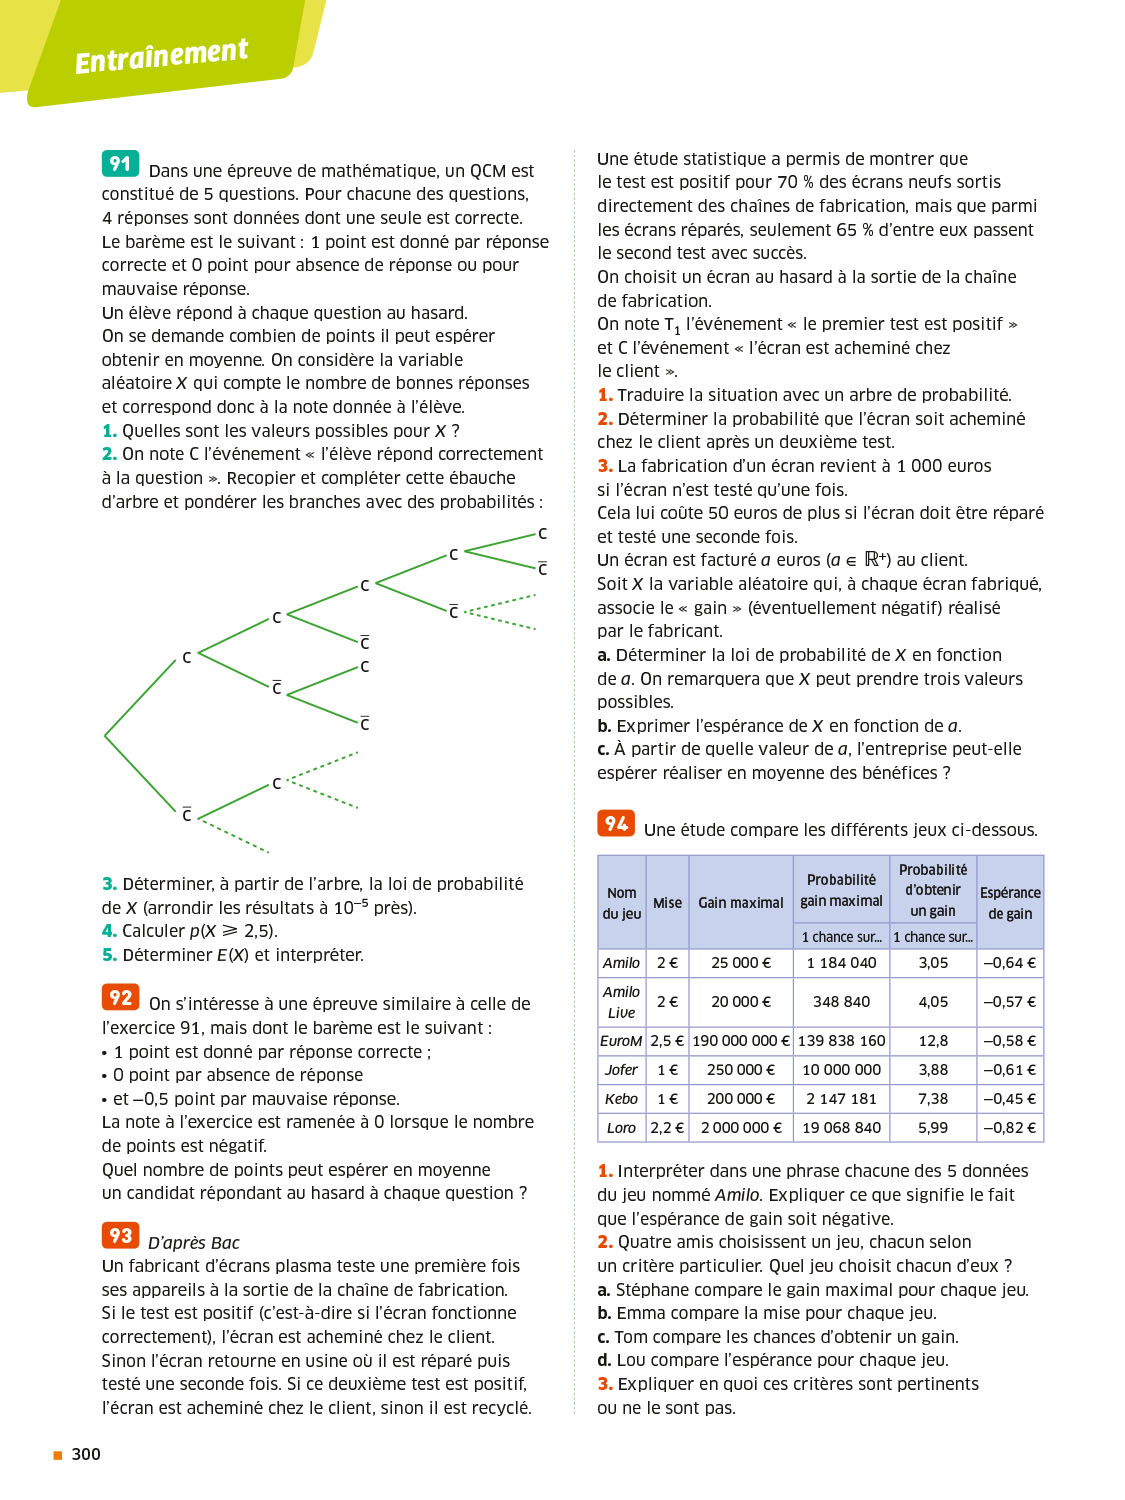 Entraînement
91 Dans une épreuve de mathématique, un QCM est
constitué de 5 questions. Pour chacune des questions,
4 réponses sont données dont une seule est correcte.
Le barème est le suivant : 1 point est donné par réponse
correcte et 0 point pour absence de réponse ou pour
mauvaise réponse.
Un élève répond à chaque question au hasard.
On se demande combien de points il peut espérer
obtenir en moyenne. On considère la variable
aléatoire X qui compte le nombre de bonnes réponses
et correspond donc à la note donnée à l'élève.
1. Quelles sont les valeurs possibles pour X ?
2. On note C l'événement « l'élève répond correctement
à la question ». Recopier et compléter cette ébauche
d'arbre et pondérer les branches avec des probabilités :
C
C
C̅
C
C̅
C
C̅
C
C
C̅
C̅
C
C̅
3. Déterminer, à partir de l'arbre, la loi de probabilité
de X (arrondir les résultats à 10⁻⁵ près).
4. Calculer p(X ⩾ 2,5).
5. Déterminer E(X) et interpréter.
92 On s'intéresse à une épreuve similaire à celle de
l'exercice 91, mais dont le barème est le suivant :
• 1 point est donné par réponse correcte ;
• 0 point par absence de réponse
• et –0,5 point par mauvaise réponse.
La note à l'exercice est ramenée à 0 lorsque le nombre
de points est négatif.
Quel nombre de points peut espérer en moyenne
un candidat répondant au hasard à chaque question ?
93 D'après Bac
Un fabricant d'écrans plasma teste une première fois
ses appareils à la sortie de la chaîne de fabrication.
Si le test est positif (c'est-à-dire si l'écran fonctionne
correctement), l'écran est acheminé chez le client.
Sinon l'écran retourne en usine où il est réparé puis
testé une seconde fois. Si ce deuxième test est positif,
l'écran est acheminé chez le client, sinon il est recyclé.
Une étude statistique a permis de montrer que
le test est positif pour 70 % des écrans neufs sortis
directement des chaînes de fabrication, mais que parmi
les écrans réparés, seulement 65 % d'entre eux passent
le second test avec succès.
On choisit un écran au hasard à la sortie de la chaîne
de fabrication.
On note T₁ l'événement « le premier test est positif »
et C l'événement « l'écran est acheminé chez
le client ».
1. Traduire la situation avec un arbre de probabilité.
2. Déterminer la probabilité que l'écran soit acheminé
chez le client après un deuxième test.
3. La fabrication d'un écran revient à 1 000 euros
si l'écran n'est testé qu'une fois.
Cela lui coûte 50 euros de plus si l'écran doit être réparé
et testé une seconde fois.
Un écran est facturé a euros (a ∈ ℝ⁺) au client.
Soit X la variable aléatoire qui, à chaque écran fabriqué,
associe le « gain » (éventuellement négatif) réalisé
par le fabricant.
a. Déterminer la loi de probabilité de X en fonction
de a. On remarquera que X peut prendre trois valeurs
possibles.
b. Exprimer l'espérance de X en fonction de a.
c. À partir de quelle valeur de a, l'entreprise peut-elle
espérer réaliser en moyenne des bénéfices ?
94 Une étude compare les différents jeux ci-dessous.
Nom du jeu Mise Gain maximal Probabilité gain maximal Probabilité d'obtenir un gain Espérance de gain
1 chance sur... 1 chance sur...
Amilo 2 € 25 000 € 1 184 040 3,05 –0,64 €
Amilo Live 2 € 20 000 € 348 840 4,05 –0,57 €
EuroM 2,5 € 190 000 000 € 139 838 160 12,8 –0,58 €
Jofer 1 € 250 000 € 10 000 000 3,88 –0,61 €
Kebo 1 € 200 000 € 2 147 181 7,38 –0,45 €
Loro 2,2 € 2 000 000 € 19 068 840 5,99 –0,82 €
1. Interpréter dans une phrase chacune des 5 données
du jeu nommé Amilo. Expliquer ce que signifie le fait
que l'espérance de gain soit négative.
2. Quatre amis choisissent un jeu, chacun selon
un critère particulier. Quel jeu choisit chacun d'eux ?
a. Stéphane compare le gain maximal pour chaque jeu.
b. Emma compare la mise pour chaque jeu.
c. Tom compare les chances d'obtenir un gain.
d. Lou compare l'espérance pour chaque jeu.
3. Expliquer en quoi ces critères sont pertinents
ou ne le sont pas.
300